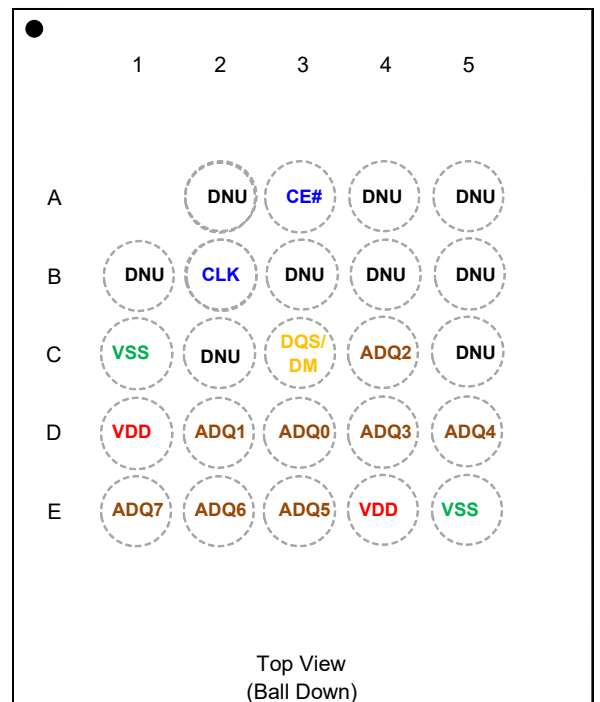 1 2 3 4 5
A DNU CE# DNU DNU
B DNU CLK DNU DNU DNU
C VSS DNU DQS/ DM ADQ2 DNU
D VDD ADQ1 ADQ0 ADQ3 ADQ4
E ADQ7 ADQ6 ADQ5 VDD VSS
Top View
(Ball Down)